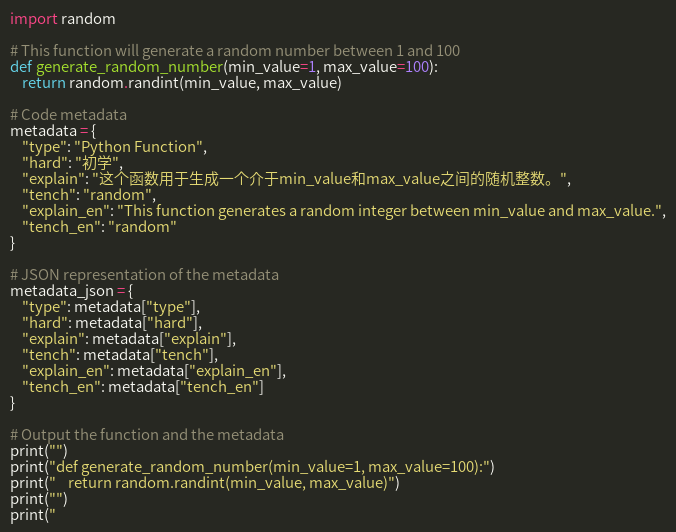 import random
# This function will generate a random number between 1 and 100
def generate_random_number(min_value=1, max_value=100):
    return random.randint(min_value, max_value)
# Code metadata
metadata = {
    "type": "Python Function",
    "hard": "初学",
    "explain": "这个函数用于生成一个介于min_value和max_value之间的随机整数。",
    "tench": "random",
    "explain_en": "This function generates a random integer between min_value and max_value.",
    "tench_en": "random"
}
# JSON representation of the metadata
metadata_json = {
    "type": metadata["type"],
    "hard": metadata["hard"],
    "explain": metadata["explain"],
    "tench": metadata["tench"],
    "explain_en": metadata["explain_en"],
    "tench_en": metadata["tench_en"]
}
# Output the function and the metadata
print("")
print("def generate_random_number(min_value=1, max_value=100):")
print("    return random.randint(min_value, max_value)")
print("")
print("